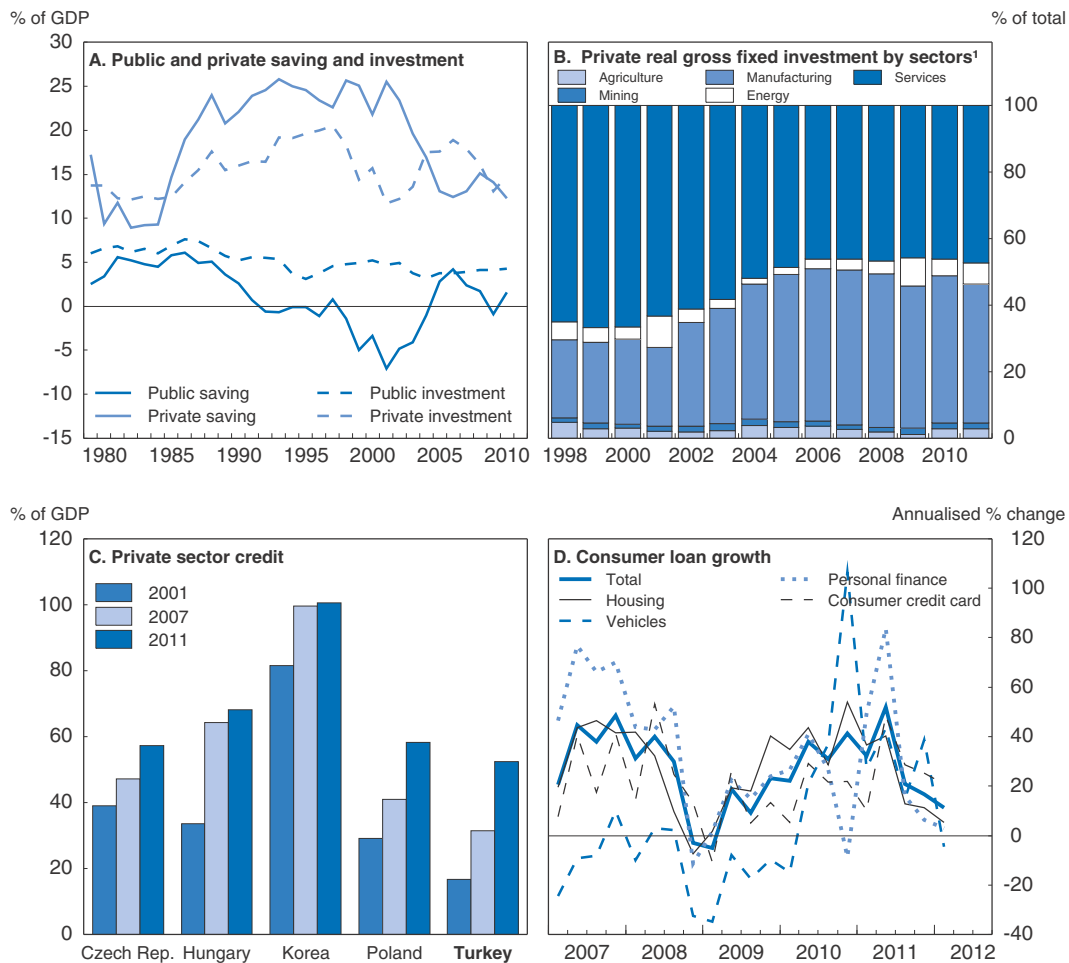 % of GDP
% of total
A. Public and private saving and investment
30
25
20
15
10
5
0
-5
-10
-15
Public saving
Public investment
Private saving
Private investment
1980 1985 1990 1995 2000 2005 2010
B. Private real gross fixed investment by sectors¹
Agriculture Manufacturing Services
Mining Energy
100
80
60
40
20
0
1998 2000 2002 2004 2006 2008 2010
% of GDP
Annualised % change
C. Private sector credit
120
100
80
60
40
20
0
2001
2007
2011
Czech Rep. Hungary Korea Poland Turkey
D. Consumer loan growth
Total
Personal finance
Housing
Consumer credit card
Vehicles
120
100
80
60
40
20
0
-20
-40
2007 2008 2009 2010 2011 2012